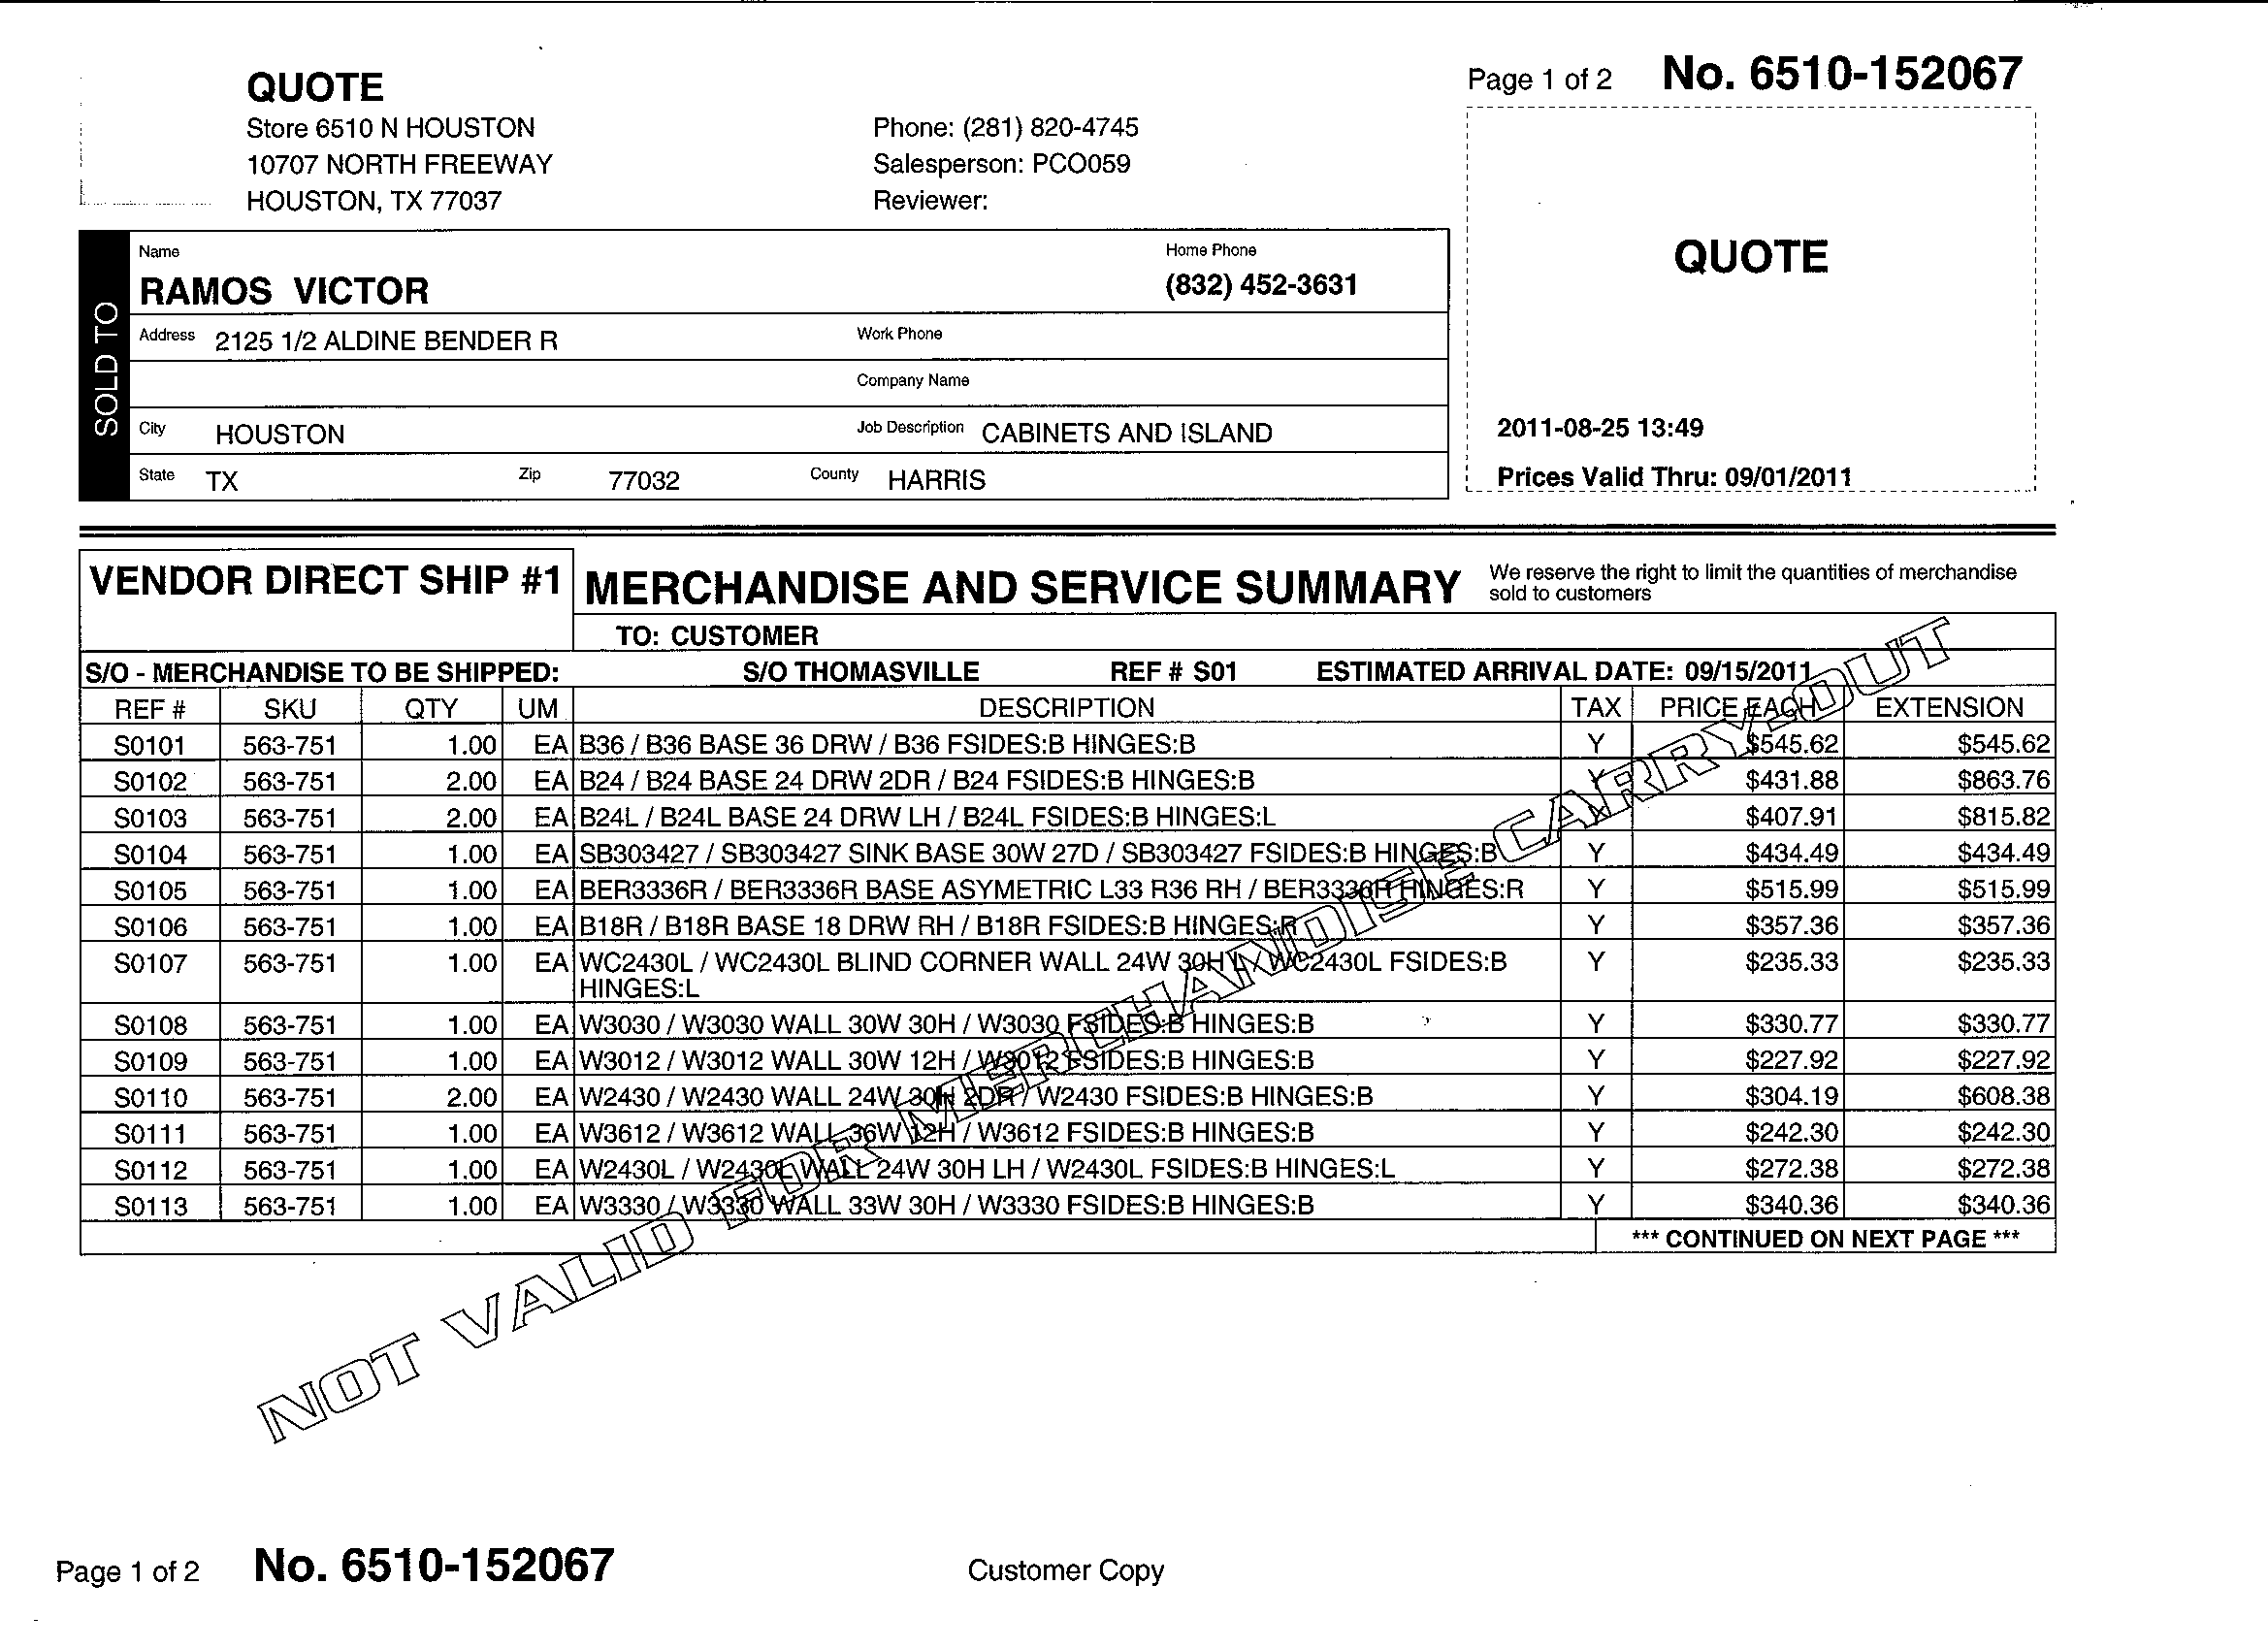 QUOTE
Page 1 of 2 No. 6510-152067
Store 6510 N HOUSTON
10707 NORTH FREEWAY
HOUSTON, TX 77037
Phone: (281) 820-4745
Salesperson: PCO059
Reviewer:
SOLD TO
Name
RAMOS VICTOR
Home Phone
(832) 452-3631
Address 2125 1/2 ALDINE BENDER R
Work Phone
Company Name
City HOUSTON
Job Description CABINETS AND ISLAND
State TX Zip 77032 County HARRIS
QUOTE
2011-08-25 13:49
Prices Valid Thru: 09/01/2011
VENDOR DIRECT SHIP #1
MERCHANDISE AND SERVICE SUMMARY
We reserve the right to limit the quantities of merchandise
sold to customers
TO: CUSTOMER
S/O - MERCHANDISE TO BE SHIPPED: S/O THOMASVILLE REF # S01 ESTIMATED ARRIVAL DATE: 09/15/2011
REF # SKU QTY UM DESCRIPTION TAX PRICE EACH EXTENSION
S0101 563-751 1.00 EA B36 / B36 BASE 36 DRW / B36 FSIDES:B HINGES:B Y $545.62 $545.62
S0102 563-751 2.00 EA B24 / B24 BASE 24 DRW 2DR / B24 FSIDES:B HINGES:B Y $431.88 $863.76
S0103 563-751 2.00 EA B24L / B24L BASE 24 DRW LH / B24L FSIDES:B HINGES:L Y $407.91 $815.82
S0104 563-751 1.00 EA SB303427 / SB303427 SINK BASE 30W 27D / SB303427 FSIDES:B HINGES:B Y $434.49 $434.49
S0105 563-751 1.00 EA BER3336R / BER3336R BASE ASYMETRIC L33 R36 RH / BER3336R HINGES:R Y $515.99 $515.99
S0106 563-751 1.00 EA B18R / B18R BASE 18 DRW RH / B18R FSIDES:B HINGES:R Y $357.36 $357.36
S0107 563-751 1.00 EA WC2430L / WC2430L BLIND CORNER WALL 24W 30H L / WC2430L FSIDES:B Y $235.33 $235.33
HINGES:L
S0108 563-751 1.00 EA W3030 / W3030 WALL 30W 30H / W3030 FSIDES:B HINGES:B Y $330.77 $330.77
S0109 563-751 1.00 EA W3012 / W3012 WALL 30W 12H / W3012 FSIDES:B HINGES:B Y $227.92 $227.92
S0110 563-751 2.00 EA W2430 / W2430 WALL 24W 30H 2DR / W2430 FSIDES:B HINGES:B Y $304.19 $608.38
S0111 563-751 1.00 EA W3612 / W3612 WALL 36W 12H / W3612 FSIDES:B HINGES:B Y $242.30 $242.30
S0112 563-751 1.00 EA W2430L / W2430L WALL 24W 30H LH / W2430L FSIDES:B HINGES:L Y $272.38 $272.38
S0113 563-751 1.00 EA W3330 / W3330 WALL 33W 30H / W3330 FSIDES:B HINGES:B Y $340.36 $340.36
*** CONTINUED ON NEXT PAGE ***
NOT VALID FOR MERCHANDISE CARRY-OUT
Page 1 of 2 No. 6510-152067 Customer Copy